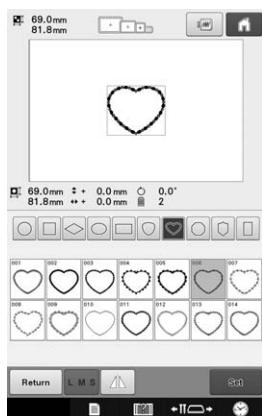 69.0mm
81.8mm
69.0mm + 0.0mm 0.0°
81.8mm + 0.0mm 2
001 002 003 004 005 006 007
008 009 010 011 012 013 014
Return L M S Set